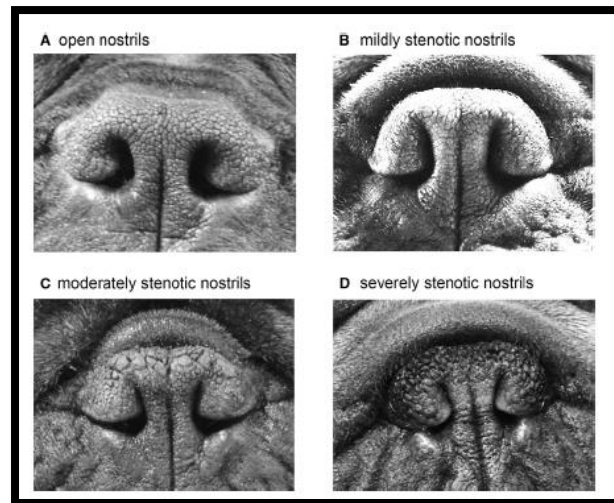 A open nostrils
B mildly stenotic nostrils
C moderately stenotic nostrils
D severely stenotic nostrils